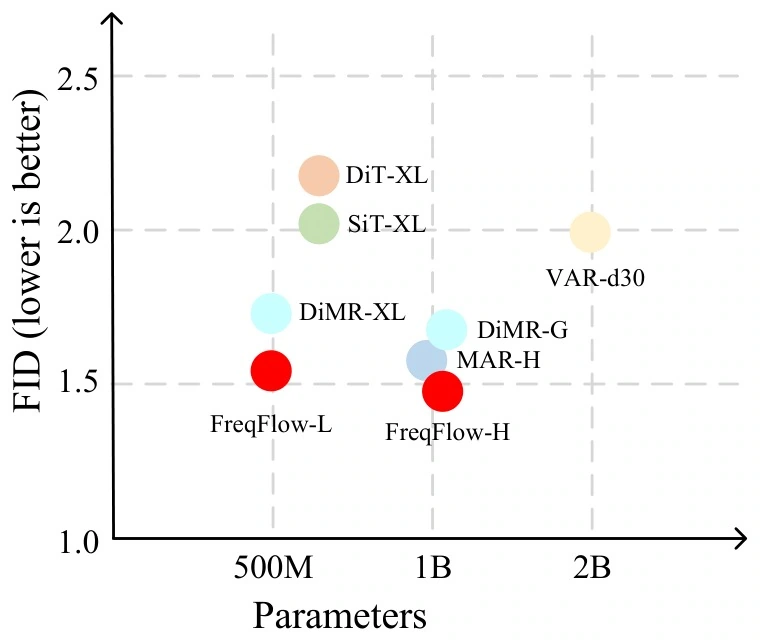 FID (lower is better)
2.5
2.0
1.5
1.0
DiT-XL
SiT-XL
VAR-d30
DiMR-XL
DiMR-G
MAR-H
FreqFlow-L
FreqFlow-H
500M
1B
2B
Parameters